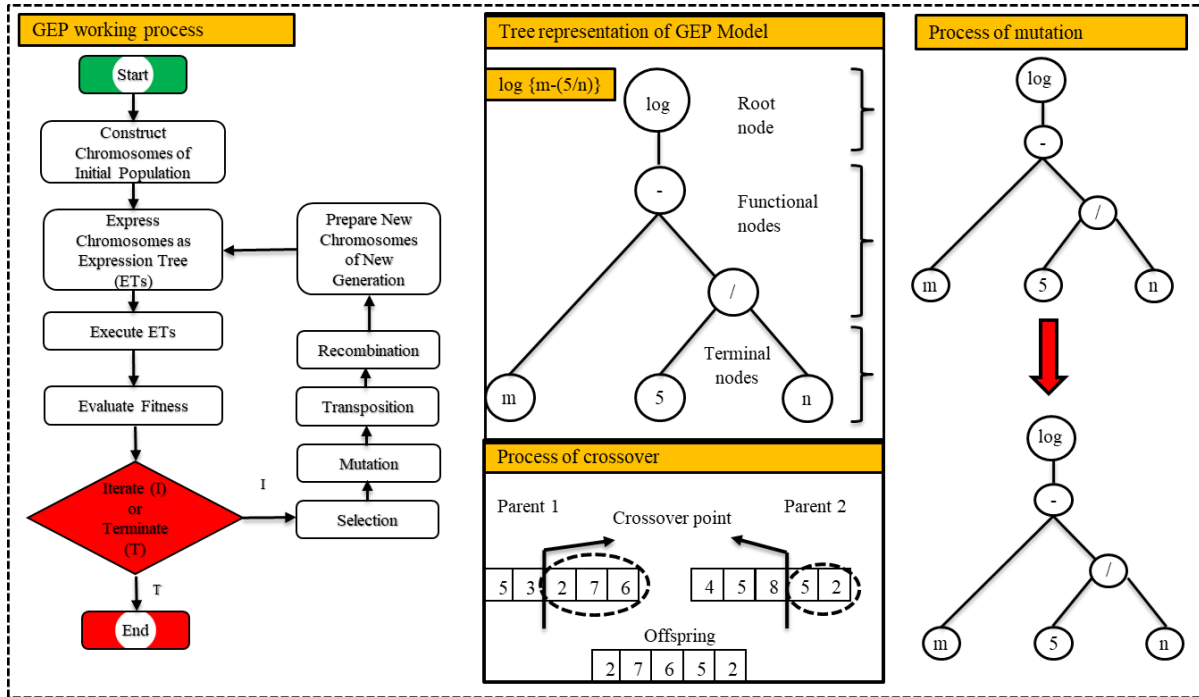 GEP working process
Start
Construct
Chromosomes of
Initial Population
Express
Chromosomes as
Expression Tree
(ETs)
Execute ETs
Evaluate Fitness
Iterate (I)
or
Terminate
(T)
I
T
End
Prepare New
Chromosomes
of New
Generation
Recombination
Transposition
Mutation
Selection
Tree representation of GEP Model
log {m-(5/n)}
log
Root
node
-
Functional
nodes
/
Terminal
nodes
m
5
n
Process of crossover
Parent 1
Parent 2
Crossover point
5 3 2 7 6
4 5 8 5 2
Offspring
2 7 6 5 2
Process of mutation
log
-
/
m
5
n
log
-
/
m
5
n